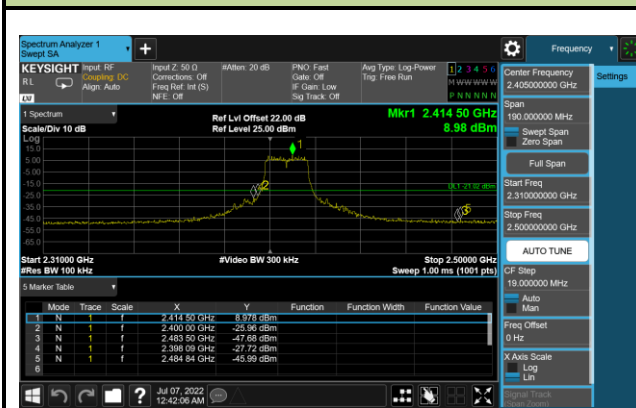 Spectrum Analyzer 1
Swept SA
+
Frequency
KEYSIGHT
RL
LXI
Input: RF
Coupling: DC
Align: Auto
Input Z: 50 Ω
Corrections: Off
Freq Ref: Int (S)
NFE: Off
#Atten: 20 dB
PNO: Fast
Gate: Off
IF Gain: Low
Sig Track: Off
Avg Type: Log-Power
Trig: Free Run
1 2 3 4 5 6
M W W W W W
P N N N N N
Center Frequency
2.405000000 GHz
Settings
1 Spectrum
Scale/Div 10 dB
Ref Lvl Offset 22.00 dB
Ref Level 25.00 dBm
Mkr1 2.414 50 GHz
8.98 dBm
Span
190.000000 MHz
Swept Span
Zero Span
Full Span
Log
15.0
5.00
-5.00
-15.0
-25.0
-35.0
-45.0
-55.0
-65.0
1
2
5
Start Freq
2.310000000 GHz
Stop Freq
2.500000000 GHz
AUTO TUNE
Start 2.31000 GHz
#Res BW 100 kHz
#Video BW 300 kHz
Stop 2.50000 GHz
Sweep 1.00 ms (1001 pts)
CF Step
19.000000 MHz
Auto
Man
5 Marker Table
Mode Trace Scale X Y Function Function Width Function Value
1 N 1 f 2.414 50 GHz 8.978 dBm
2 N 1 f 2.400 00 GHz -25.96 dBm
3 N 1 f 2.483 50 GHz -47.68 dBm
4 N 1 f 2.398 09 GHz -27.72 dBm
5 N 1 f 2.484 84 GHz -45.99 dBm
6
Freq Offset
0 Hz
X Axis Scale
Log
Lin
Signal Track
(Span Zoom)
?
Jul 07, 2022
12:42:06 AM